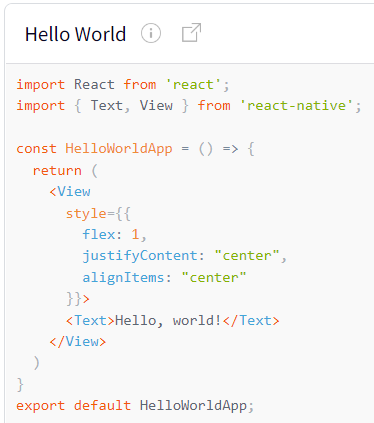 Hello World
import React from 'react';
import { Text, View } from 'react-native';
const HelloWorldApp = () => {
  return (
    <View
      style={{
        flex: 1,
        justifyContent: "center",
        alignItems: "center"
      }}>
      <Text>Hello, world!</Text>
    </View>
  )
}
export default HelloWorldApp;